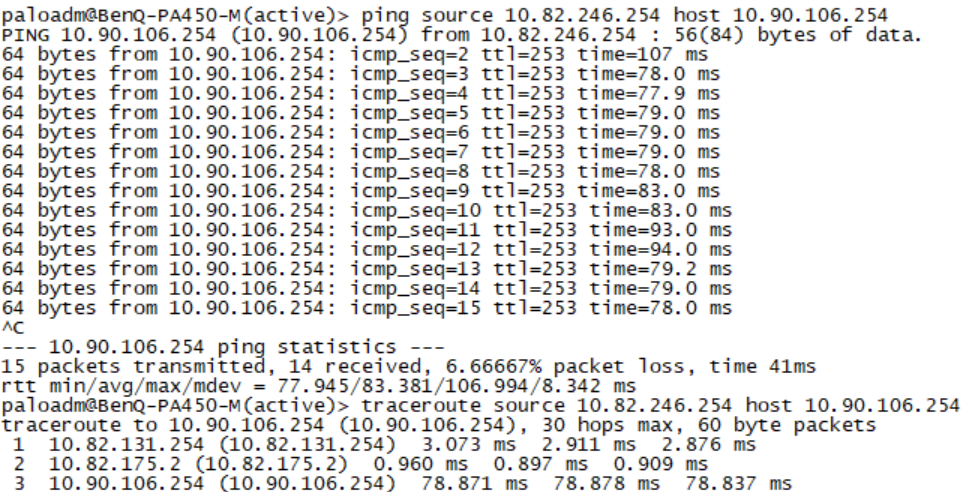 paloadm@BenQ-PA450-M(active)> ping source 10.82.246.254 host 10.90.106.254
PING 10.90.106.254 (10.90.106.254) from 10.82.246.254 : 56(84) bytes of data.
64 bytes from 10.90.106.254: icmp_seq=2 ttl=253 time=107 ms
64 bytes from 10.90.106.254: icmp_seq=3 ttl=253 time=78.0 ms
64 bytes from 10.90.106.254: icmp_seq=4 ttl=253 time=77.9 ms
64 bytes from 10.90.106.254: icmp_seq=5 ttl=253 time=79.0 ms
64 bytes from 10.90.106.254: icmp_seq=6 ttl=253 time=79.0 ms
64 bytes from 10.90.106.254: icmp_seq=7 ttl=253 time=79.0 ms
64 bytes from 10.90.106.254: icmp_seq=8 ttl=253 time=78.0 ms
64 bytes from 10.90.106.254: icmp_seq=9 ttl=253 time=83.0 ms
64 bytes from 10.90.106.254: icmp_seq=10 ttl=253 time=83.0 ms
64 bytes from 10.90.106.254: icmp_seq=11 ttl=253 time=93.0 ms
64 bytes from 10.90.106.254: icmp_seq=12 ttl=253 time=94.0 ms
64 bytes from 10.90.106.254: icmp_seq=13 ttl=253 time=79.2 ms
64 bytes from 10.90.106.254: icmp_seq=14 ttl=253 time=79.0 ms
64 bytes from 10.90.106.254: icmp_seq=15 ttl=253 time=78.0 ms
^C
--- 10.90.106.254 ping statistics ---
15 packets transmitted, 14 received, 6.66667% packet loss, time 41ms
rtt min/avg/max/mdev = 77.945/83.381/106.994/8.342 ms
paloadm@BenQ-PA450-M(active)> traceroute source 10.82.246.254 host 10.90.106.254
traceroute to 10.90.106.254 (10.90.106.254), 30 hops max, 60 byte packets
1 10.82.131.254 (10.82.131.254) 3.073 ms 2.911 ms 2.876 ms
2 10.82.175.2 (10.82.175.2) 0.960 ms 0.897 ms 0.909 ms
3 10.90.106.254 (10.90.106.254) 78.871 ms 78.878 ms 78.837 ms